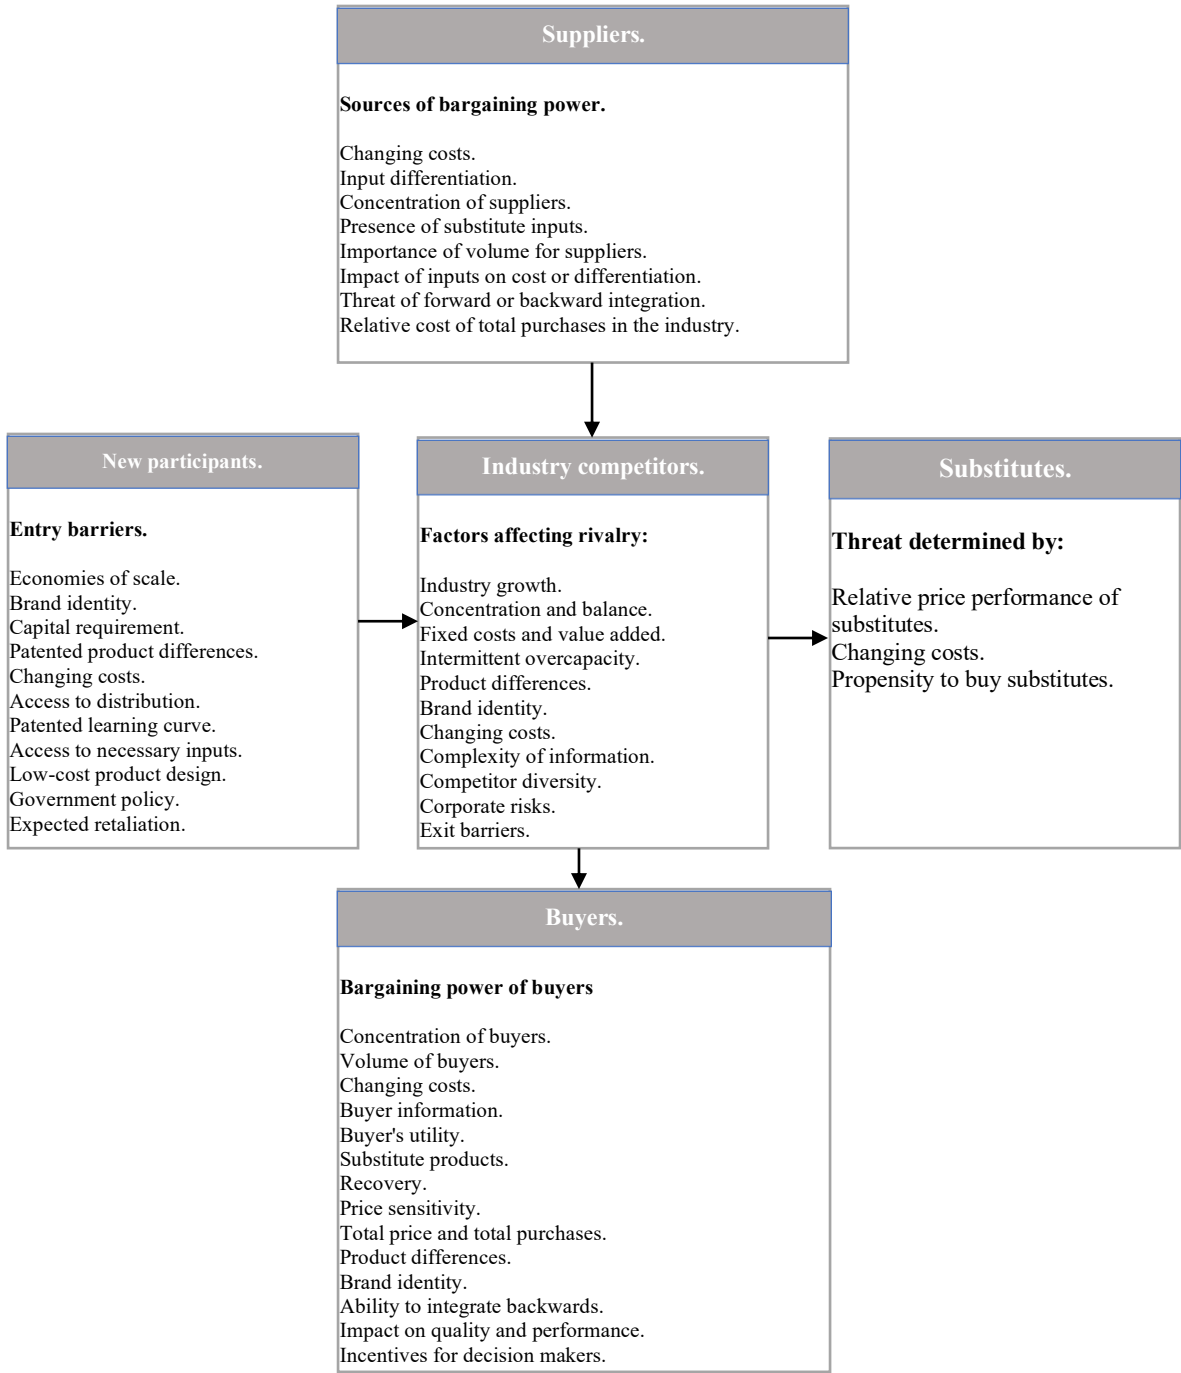 Suppliers.
Sources of bargaining power.
Changing costs.
Input differentiation.
Concentration of suppliers.
Presence of substitute inputs.
Importance of volume for suppliers.
Impact of inputs on cost or differentiation.
Threat of forward or backward integration.
Relative cost of total purchases in the industry.
New participants.
Entry barriers.
Economies of scale.
Brand identity.
Capital requirement.
Patented product differences.
Changing costs.
Access to distribution.
Patented learning curve.
Access to necessary inputs.
Low-cost product design.
Government policy.
Expected retaliation.
Industry competitors.
Factors affecting rivalry:
Industry growth.
Concentration and balance.
Fixed costs and value added.
Intermittent overcapacity.
Product differences.
Brand identity.
Changing costs.
Complexity of information.
Competitor diversity.
Corporate risks.
Exit barriers.
Substitutes.
Threat determined by:
Relative price performance of
substitutes.
Changing costs.
Propensity to buy substitutes.
Buyers.
Bargaining power of buyers
Concentration of buyers.
Volume of buyers.
Changing costs.
Buyer information.
Buyer's utility.
Substitute products.
Recovery.
Price sensitivity.
Total price and total purchases.
Product differences.
Brand identity.
Ability to integrate backwards.
Impact on quality and performance.
Incentives for decision makers.